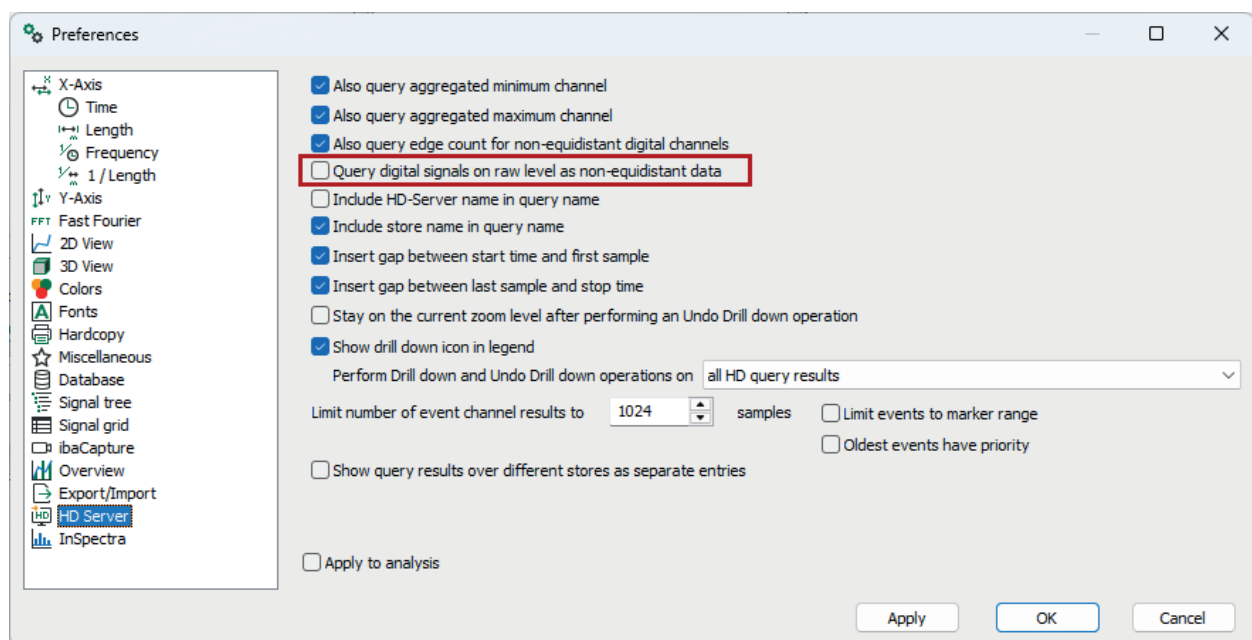 Preferences
X-Axis
Time
Length
Frequency
1 / Length
Y-Axis
FFT Fast Fourier
2D View
3D View
Colors
A Fonts
Hardcopy
Miscellaneous
Database
Signal tree
Signal grid
ibaCapture
Overview
Export/Import
HD HD Server
InSpectra
Also query aggregated minimum channel
Also query aggregated maximum channel
Also query edge count for non-equidistant digital channels
Query digital signals on raw level as non-equidistant data
Include HD-Server name in query name
Include store name in query name
Insert gap between start time and first sample
Insert gap between last sample and stop time
Stay on the current zoom level after performing an Undo Drill down operation
Show drill down icon in legend
Perform Drill down and Undo Drill down operations on all HD query results
Limit number of event channel results to 1024 samples Limit events to marker range
Oldest events have priority
Show query results over different stores as separate entries
Apply to analysis
Apply OK Cancel